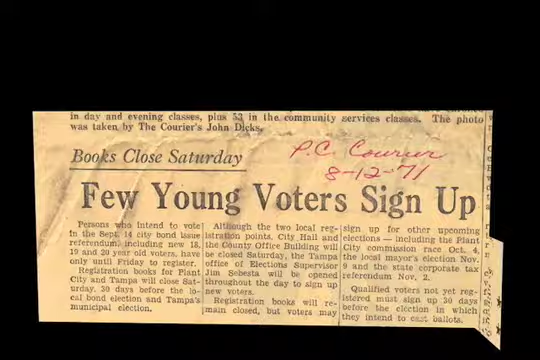 in day and evening classes, plus 53 in the community services classes. The photo
was taken by The Courier's John Dicks.
P.C. Courier
8-12-71
Books Close Saturday
Few Young Voters Sign Up
Persons who intend to vote
in the Sept. 14 city bond issue
referendum, including new 18,
19 and 20 year old voters, have
only until Friday to register.
Registration books for Plant
City and Tampa will close Sat-
urday, 30 days before the lo-
cal bond election and Tampa's
municipal election.
Although the two local reg-
istration points, City Hall and
the County Office Building will
be closed Saturday, the Tampa
office of Elections Supervisor
Jim Sebesta will be opened
throughout the day to sign up
new voters.
Registration books will re-
main closed, but voters may
sign up for other upcoming
elections — including the Plant
City commission race Oct. 4,
the local mayor's election Nov.
9 and the state corporate tax
referendum Nov. 2.
Qualified voters not yet reg-
istered must sign up 30 days
before the election in which
they intend to cast ballots.